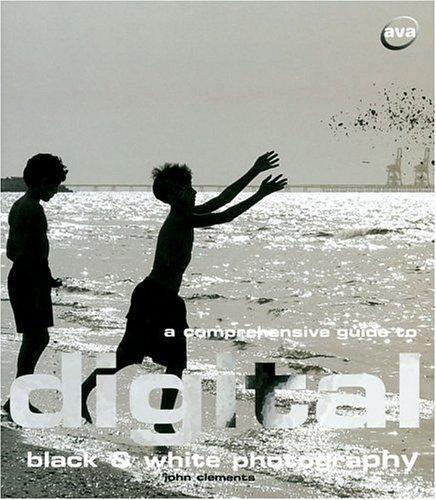 ava
a comprehensive guide to
digital
black & white photography
john clements